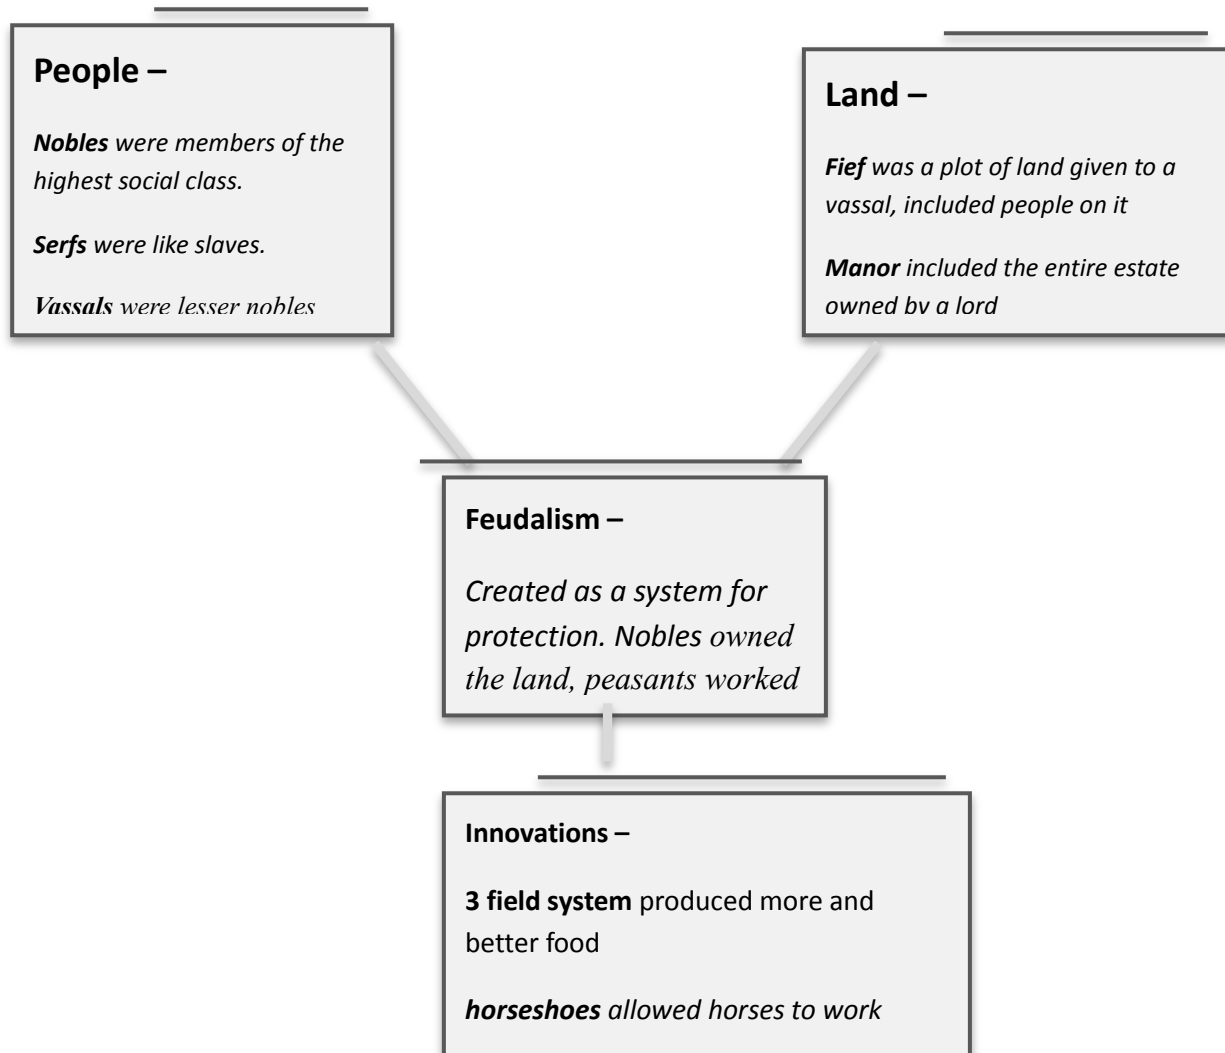 People –
Nobles were members of the
highest social class.
Serfs were like slaves.
Vassals were lesser nobles
Land –
Fief was a plot of land given to a
vassal, included people on it
Manor included the entire estate
owned by a lord
Feudalism –
Created as a system for
protection. Nobles owned
the land, peasants worked
Innovations –
3 field system produced more and
better food
horseshoes allowed horses to work